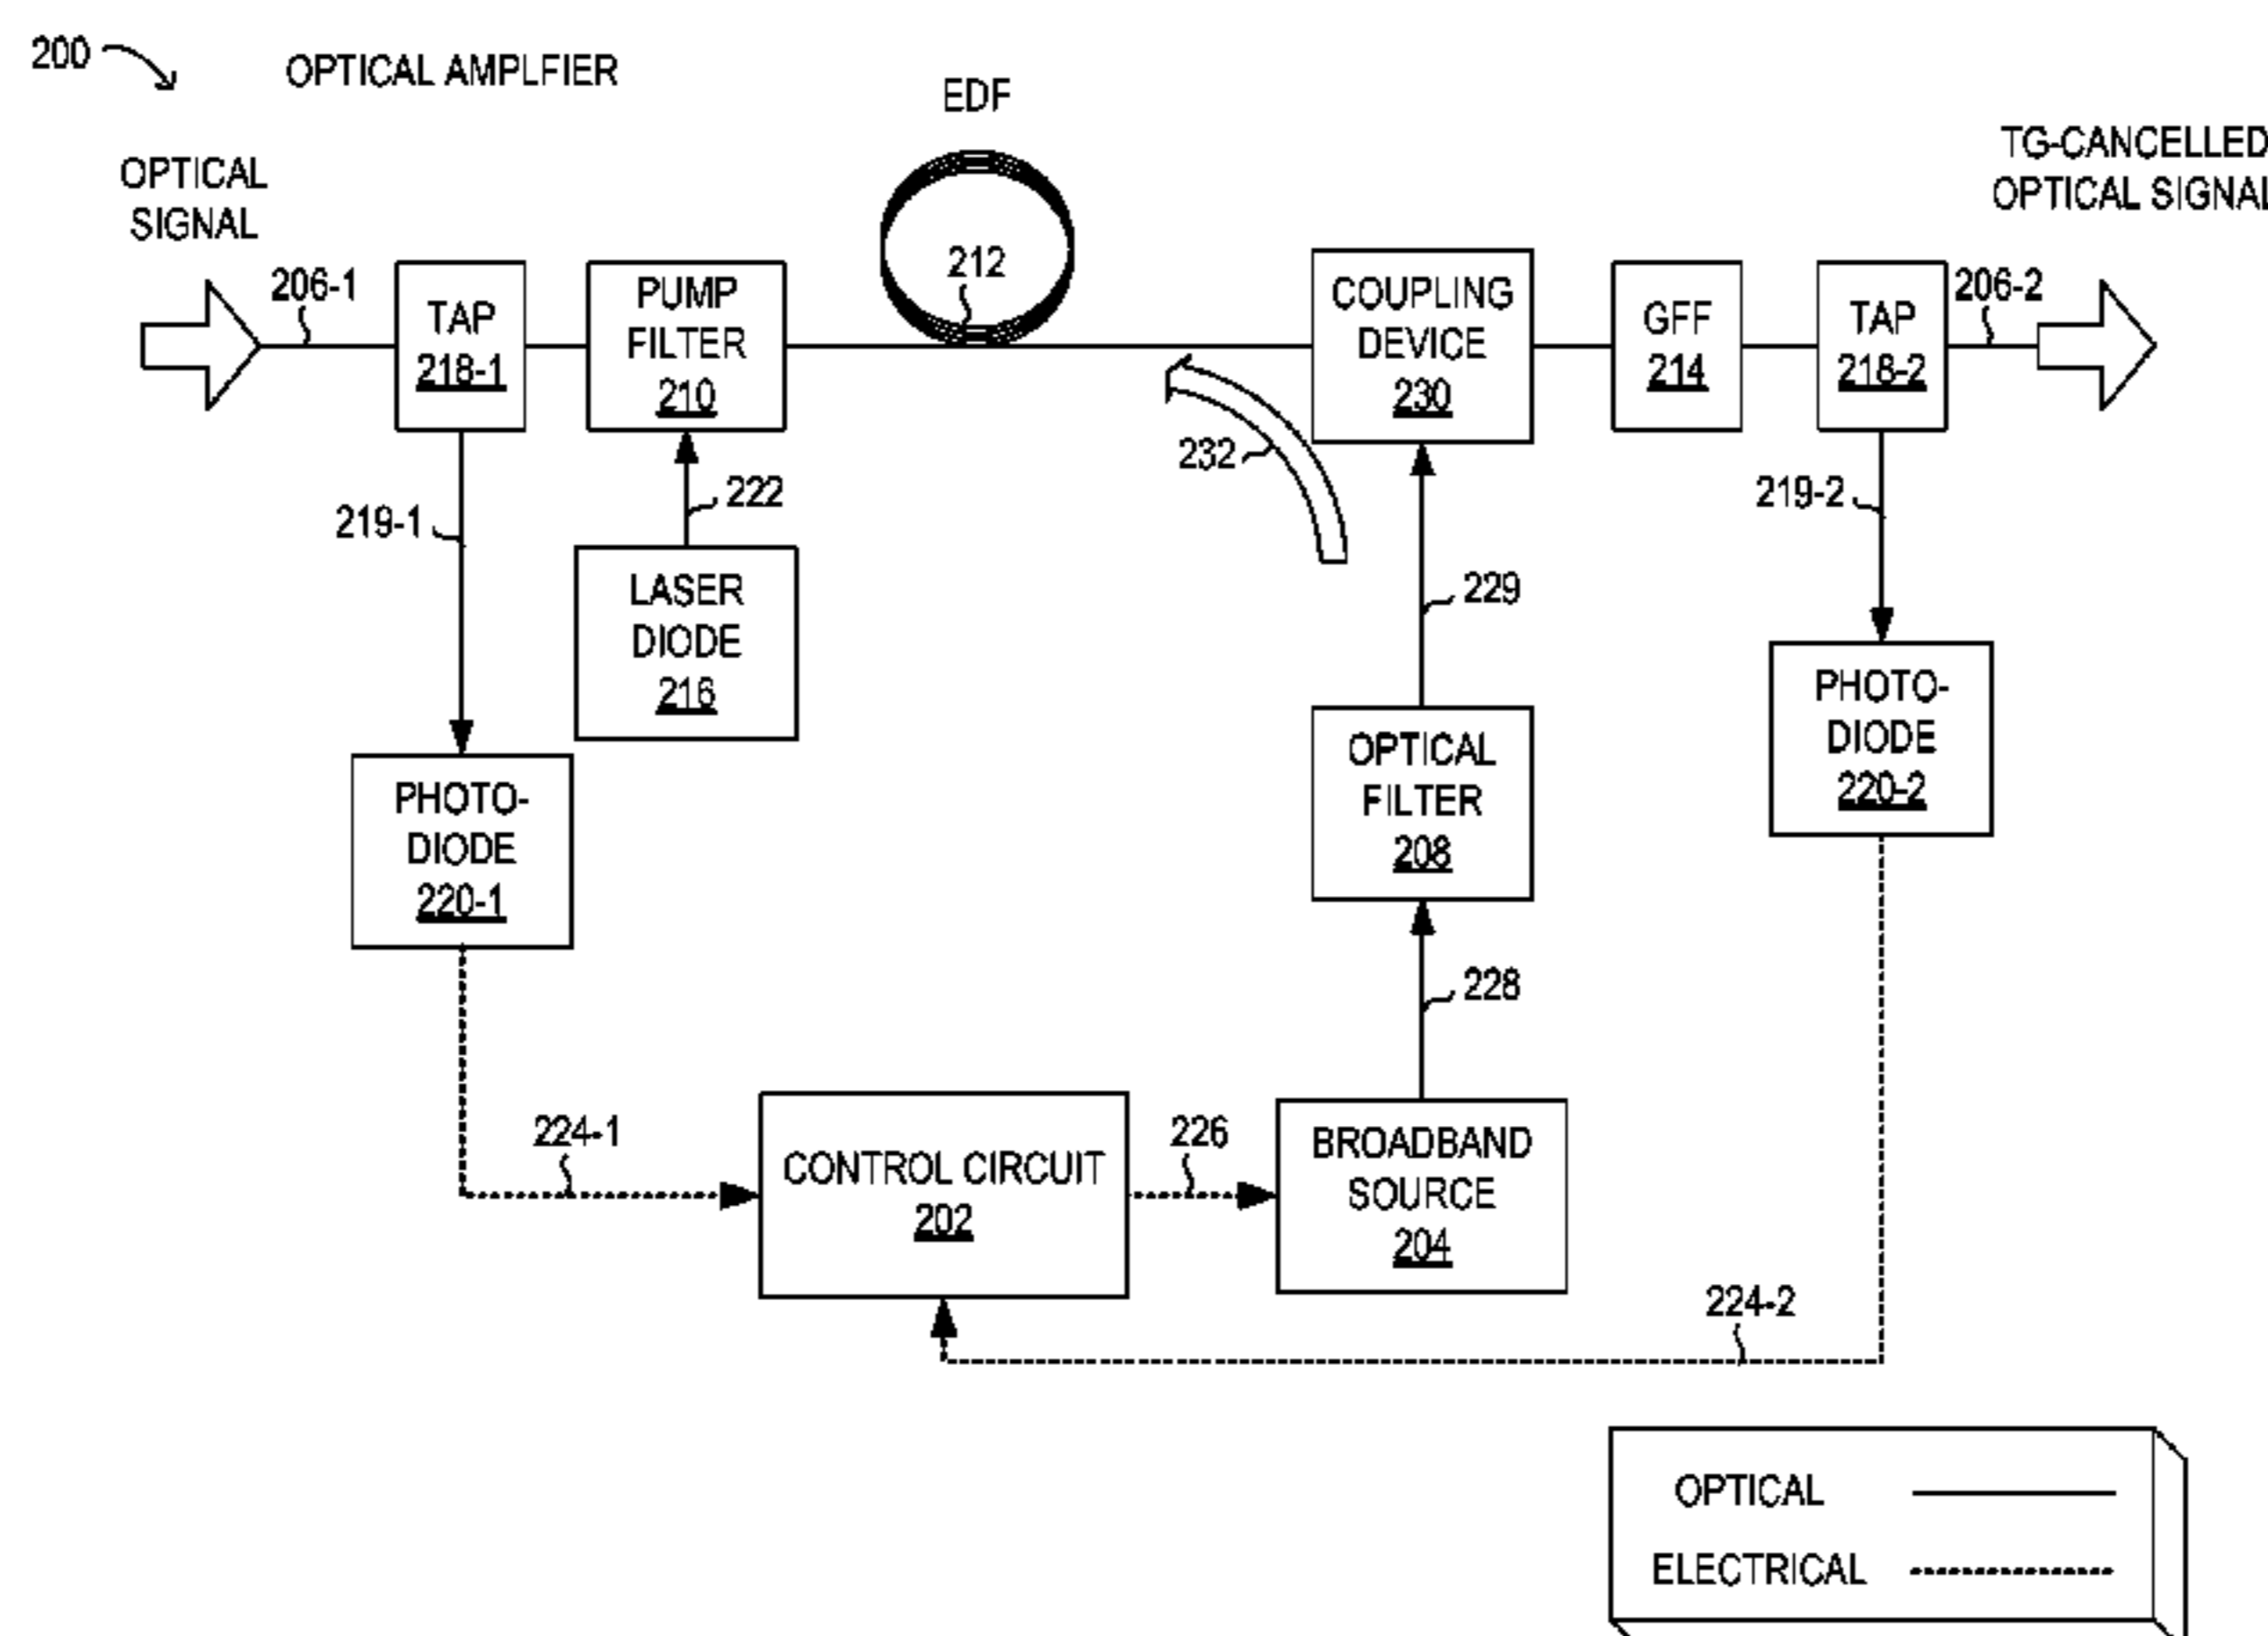 200
OPTICAL AMPLFIER
EDF
OPTICAL
SIGNAL
TG-CANCELLED
OPTICAL SIGNAL
206-1
TAP
218-1
PUMP
FILTER
210
212
COUPLING
DEVICE
230
GFF
214
TAP
218-2
206-2
219-1
222
232
219-2
LASER
DIODE
216
229
PHOTO-
DIODE
220-1
OPTICAL
FILTER
208
PHOTO-
DIODE
220-2
228
224-1
CONTROL CIRCUIT
202
226
BROADBAND
SOURCE
204
224-2
OPTICAL
ELECTRICAL